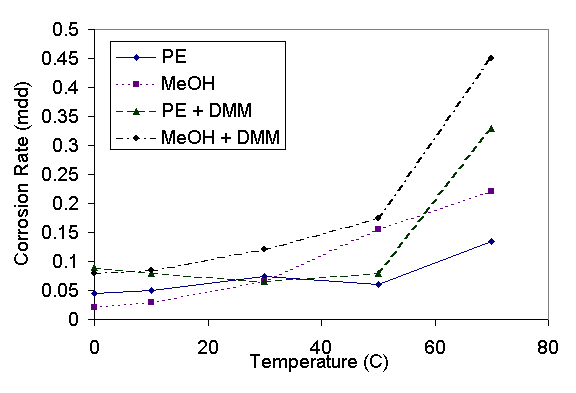 0.5
0.45
0.4
0.35
0.3
0.25
0.2
0.15
0.1
0.05
0
Corrosion Rate (mdd)
PE
MeOH
PE + DMM
MeOH + DMM
0 20 40 60 80
Temperature (C)